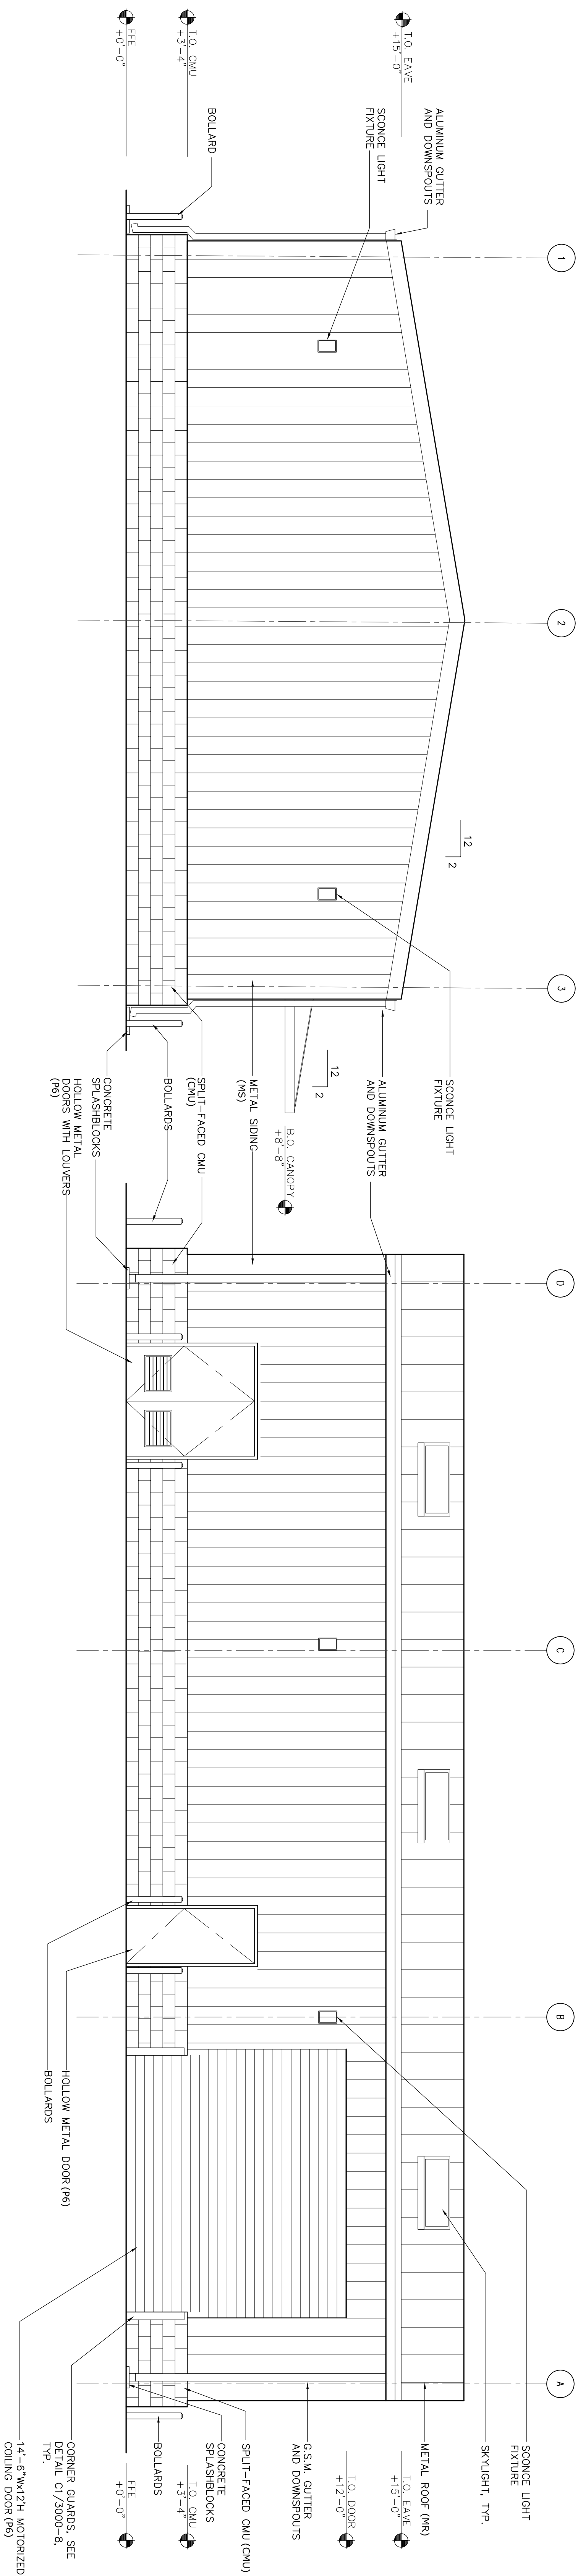 1
2
3
T.O. EAVE
+15'-0"
T.O. CMU
+3'-4"
FFE
+0'-0"
ALUMINUM GUTTER
AND DOWNSPOUTS
SCONCE LIGHT
FIXTURE
BOLLARD
12
2
SCONCE LIGHT
FIXTURE
ALUMINUM GUTTER
AND DOWNSPOUTS
12
2
B.O. CANOPY
+8'-8"
METAL SIDING
(MS)
SPLIT-FACED CMU
(CMU)
BOLLARDS
CONCRETE
SPLASHBLOCKS
HOLLOW METAL
DOORS WITH LOUVERS
(P6)
D
C
B
A
HOLLOW METAL DOOR (P6)
BOLLARDS
SCONCE LIGHT
FIXTURE
SKYLIGHT, TYP.
METAL ROOF (MR)
T.O. EAVE
+15'-0"
T.O. DOOR
+12'-0"
G.S.M. GUTTER
AND DOWNSPOUTS
SPLIT-FACED CMU (CMU)
T.O. CMU
+3'-4"
CONCRETE
SPLASHBLOCKS
BOLLARDS
FFE
+0'-0"
CORNER GUARDS, SEE
DETAIL C1/3000-8,
TYP.
14'-6"Wx12'H MOTORIZED
COILING DOOR (P6)